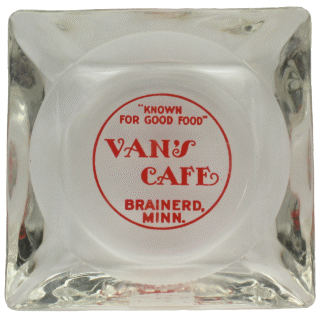 "KNOWN
FOR GOOD FOOD"
VAN'S
CAFE
BRAINERD,
MINN.